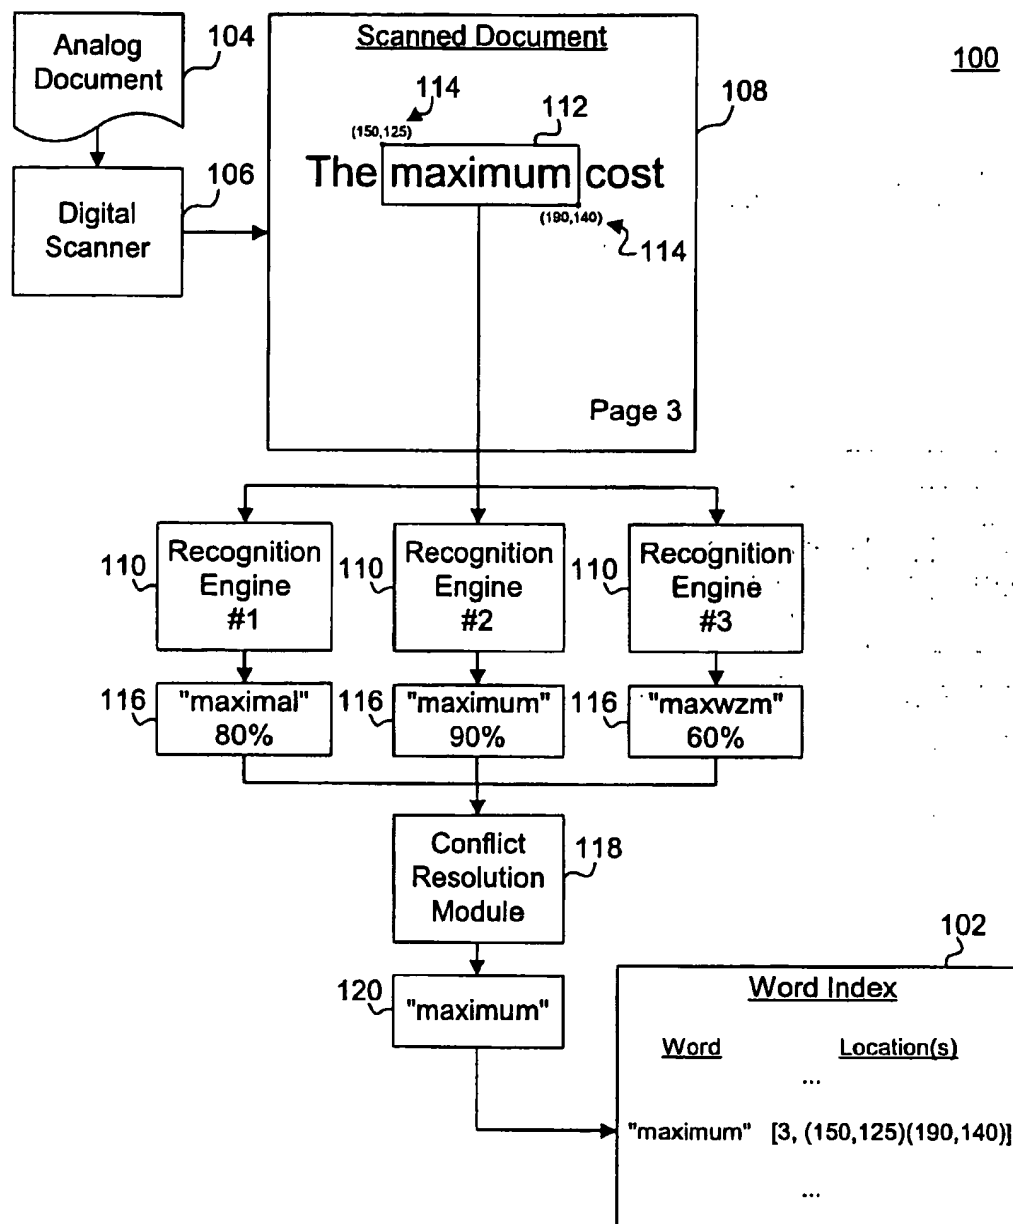 Analog
Document
104
Digital
Scanner
106
Scanned Document
100
108
114
112
(150,125)
The maximum cost
(190,140)
114
Page 3
110
Recognition
Engine
#1
110
Recognition
Engine
#2
110
Recognition
Engine
#3
116
"maximal"
80%
116
"maximum"
90%
116
"maxwzm"
60%
Conflict
Resolution
Module
118
120
"maximum"
102
Word Index
Word Location(s)
...
"maximum" [3, (150,125)(190,140)]
...